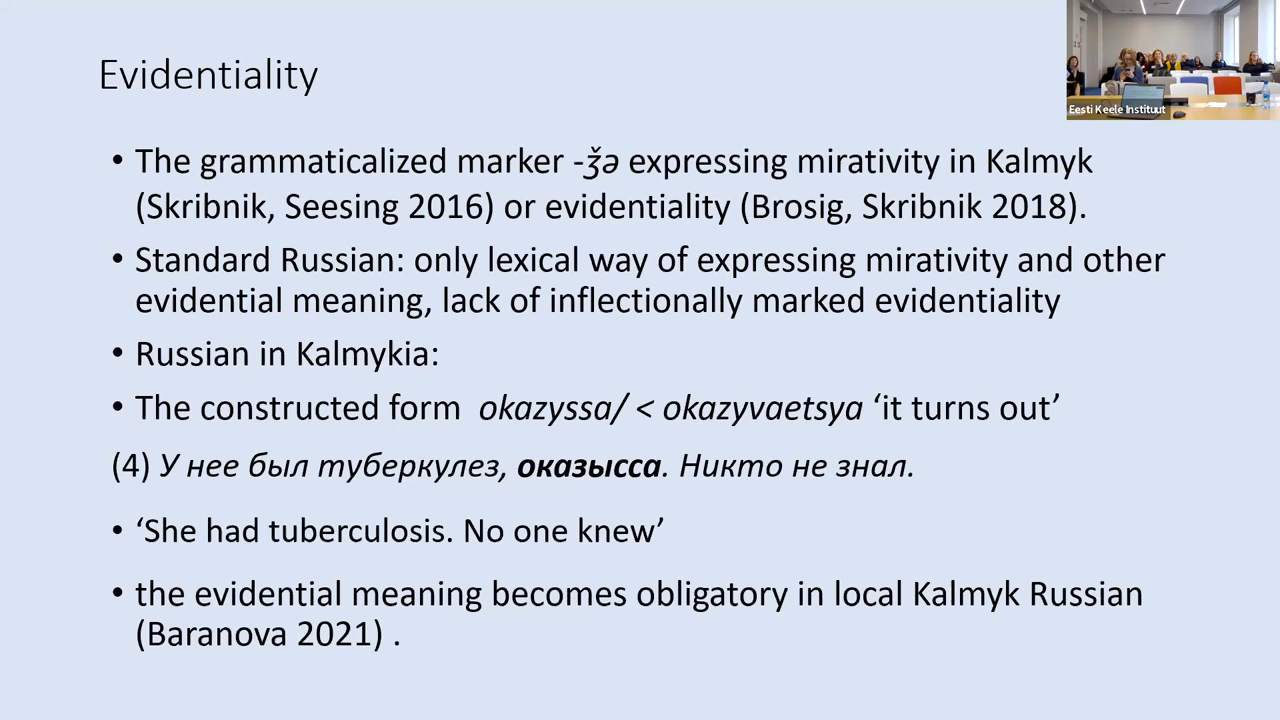 Evidentiality
Eesti Keele Instituut
• The grammaticalized marker -ǯə expressing mirativity in Kalmyk
(Skribnik, Seesing 2016) or evidentiality (Brosig, Skribnik 2018).
• Standard Russian: only lexical way of expressing mirativity and other
evidential meaning, lack of inflectionally marked evidentiality
• Russian in Kalmykia:
• The constructed form okazyssa/ < okazyvaetsya ‘it turns out’
(4) У нее был туберкулез, оказысса. Никто не знал.
• ‘She had tuberculosis. No one knew’
• the evidential meaning becomes obligatory in local Kalmyk Russian
(Baranova 2021) .